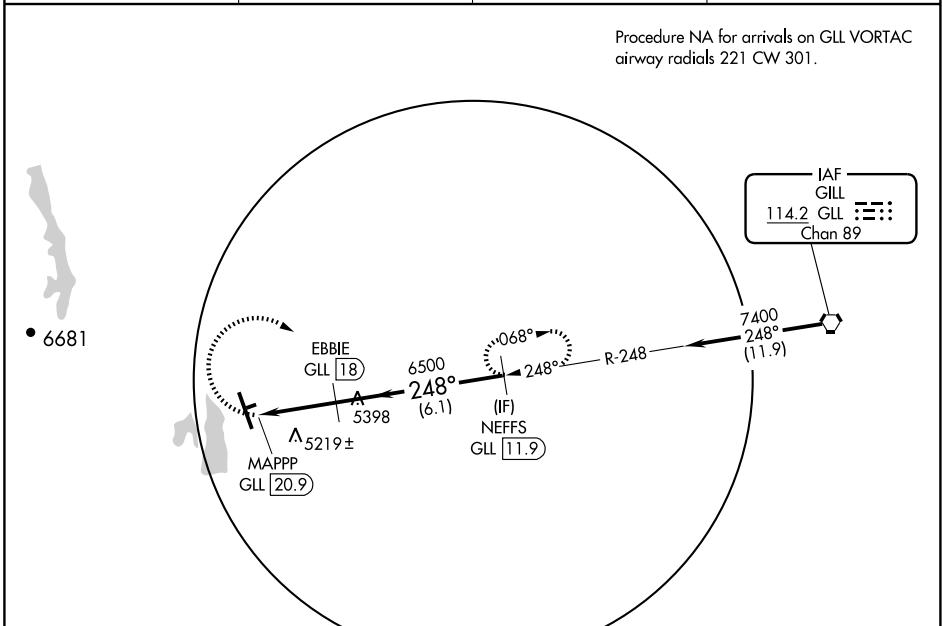 Procedure NA for arrivals on GLL VORTAC
airway radials 221 CW 301.
IAF
GILL
114.2 GLL
Chan 89
6681
7400
248°
(11.9)
R-248
068°
248°
EBBIE
GLL 18
6500
248°
(6.1)
(IF)
NEFFS
GLL 11.9
5398
5219±
MAPPP
GLL 20.9